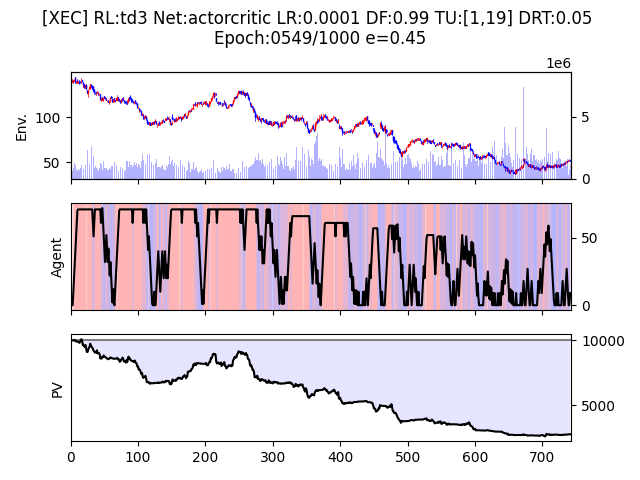 [XEC] RL:td3 Net:actorcritic LR:0.0001 DF:0.99 TU:[1,19] DRT:0.05
Epoch:0549/1000 e=0.45
1e6
Env.
100
50
5
0
Agent
50
0
PV
10000
5000
0 100 200 300 400 500 600 700